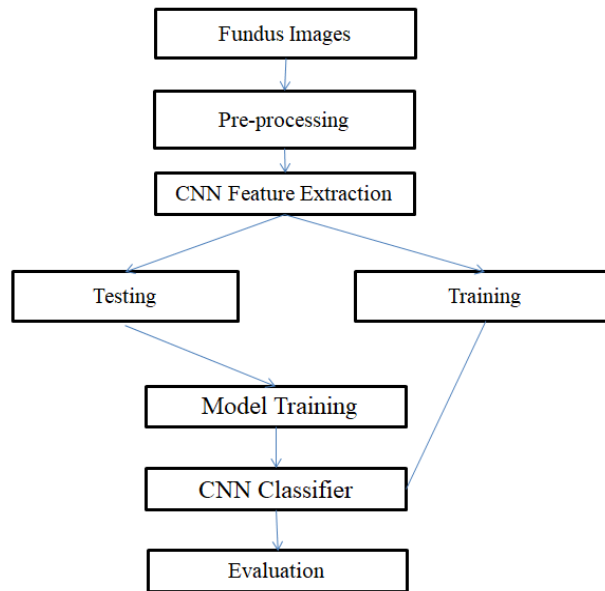 Fundus Images
Pre-processing
CNN Feature Extraction
Testing
Training
Model Training
CNN Classifier
Evaluation